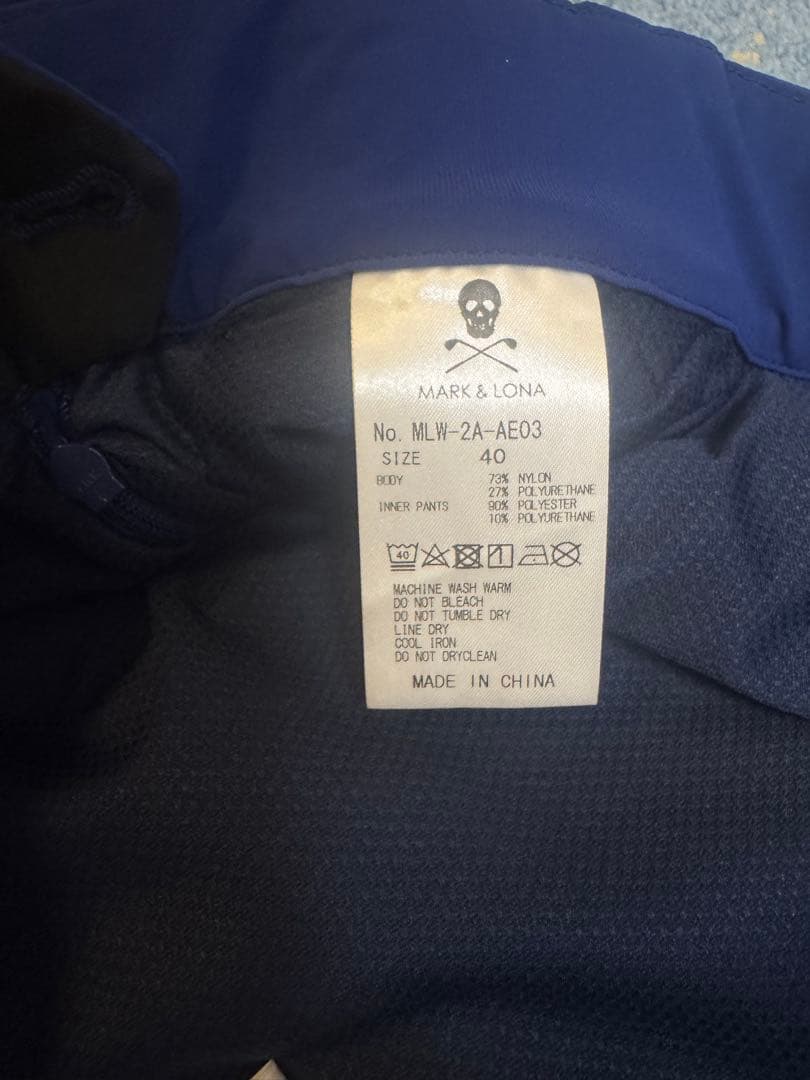 MARK & LONA
No. MLW-2A-AE03
SIZE 40
BODY 73% NYLON
27% POLYURETHANE
INNER PANTS 90% POLYESTER
10% POLYURETHANE
40 1
MACHINE WASH WARM
DO NOT BLEACH
DO NOT TUMBLE DRY
LINE DRY
COOL IRON
DO NOT DRYCLEAN
MADE IN CHINA